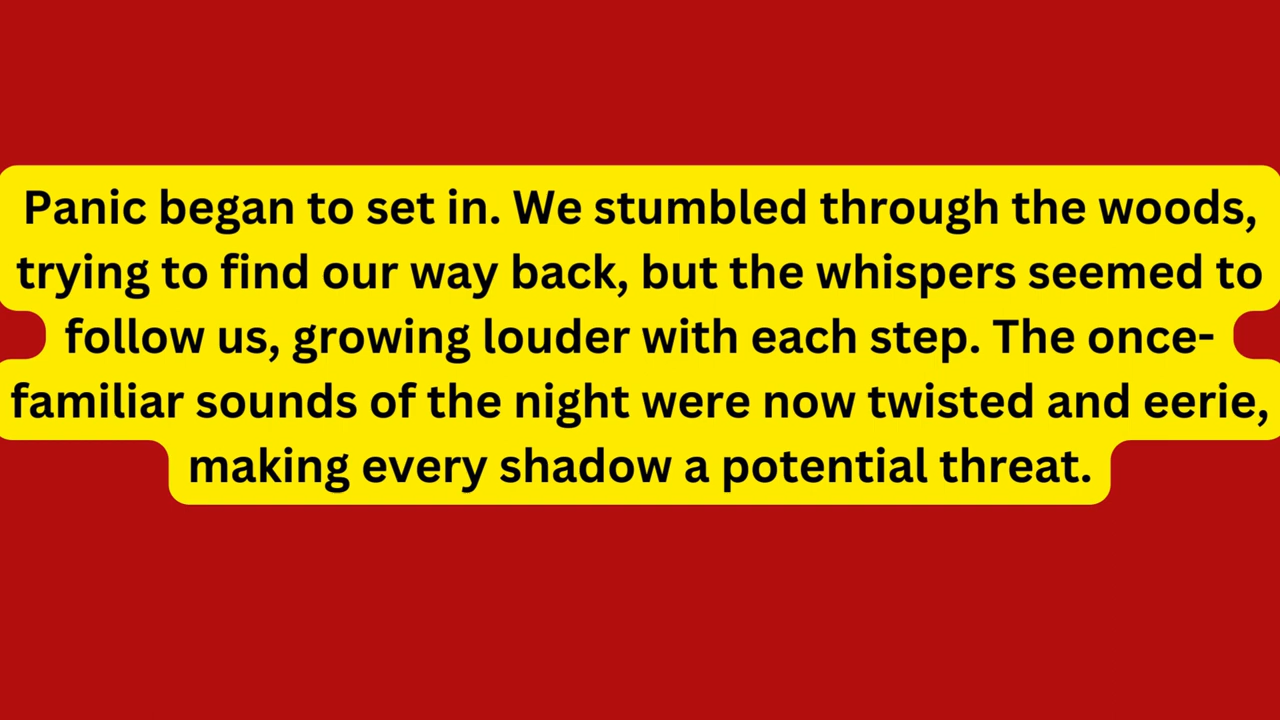 Panic began to set in. We stumbled through the woods,
trying to find our way back, but the whispers seemed to
follow us, growing louder with each step. The once-
familiar sounds of the night were now twisted and eerie,
making every shadow a potential threat.